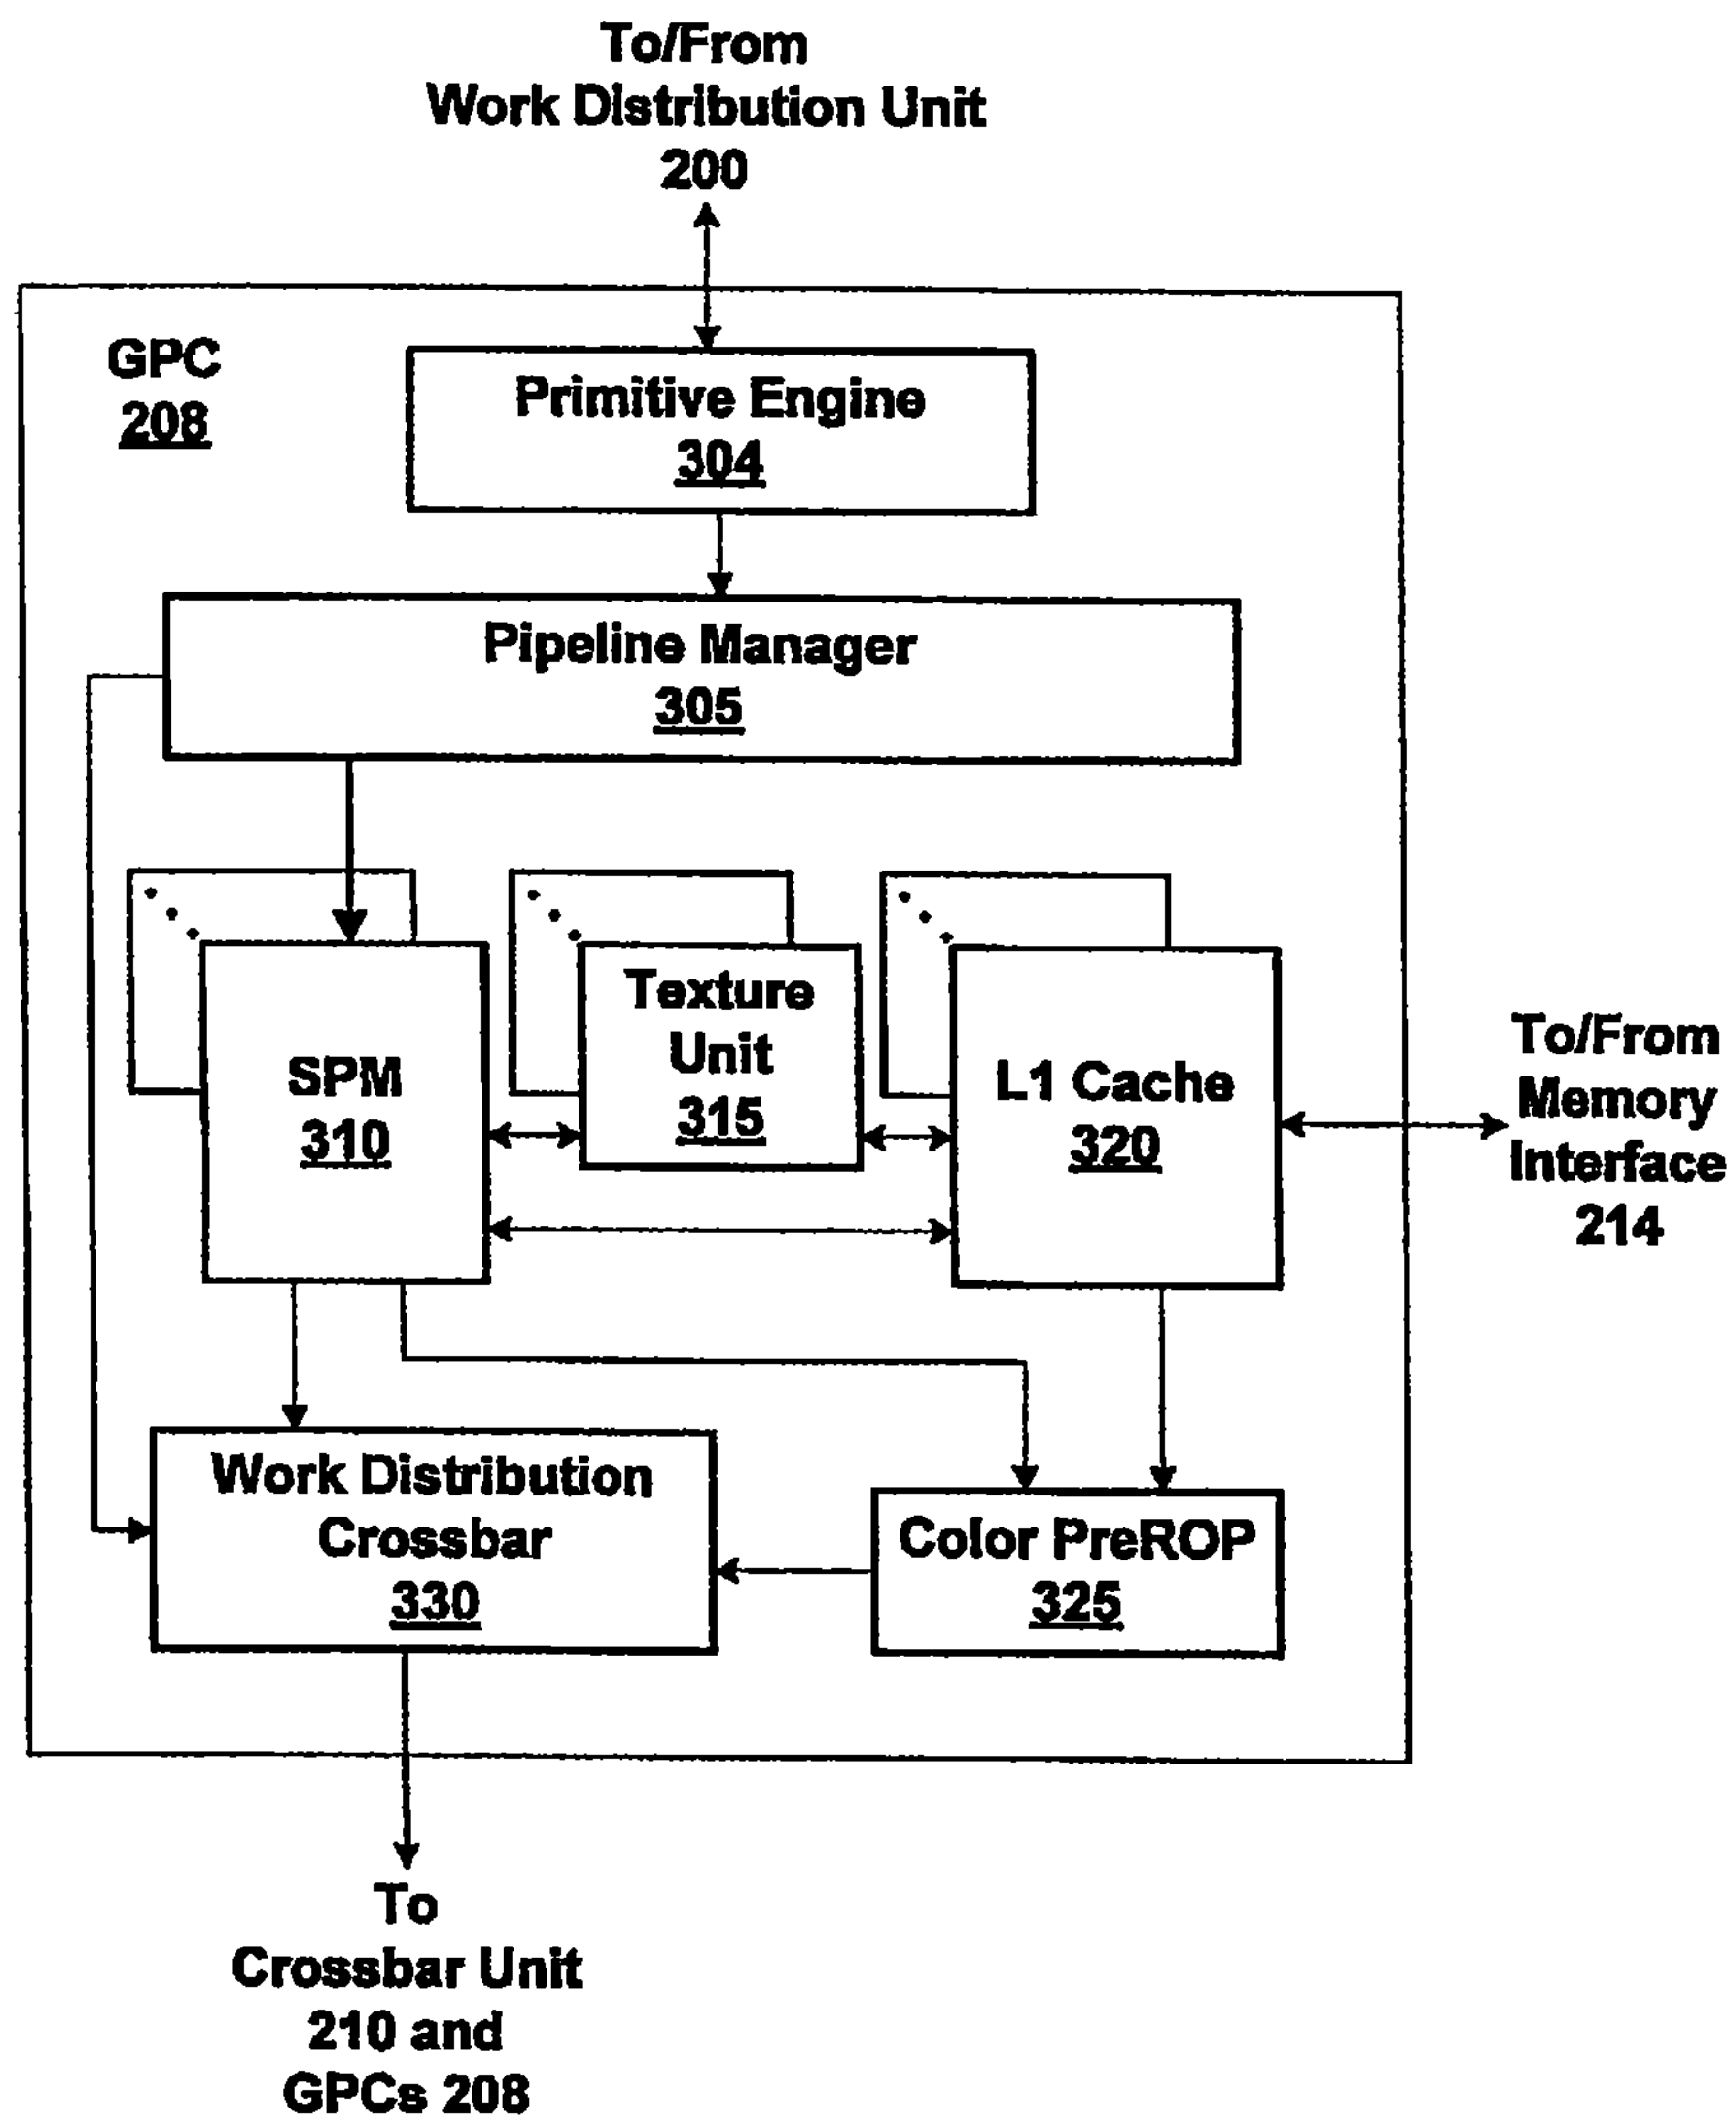 To/From
Work Distribution Unit
200
GPC
208
Primitive Engine
304
Pipeline Manager
305
SPM
310
Texture
Unit
315
L1 Cache
320
To/From
Memory
Interface
214
Work Distribution
Crossbar
330
Color PreROP
325
To
Crossbar Unit
210 and
GPCs 208